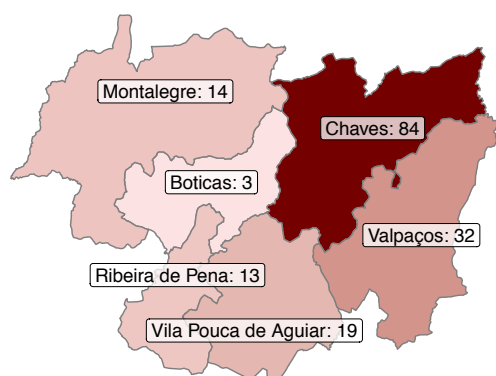 Montalegre: 14
Chaves: 84
Boticas: 3
Valpaços: 32
Ribeira de Pena: 13
Vila Pouca de Aguiar: 19